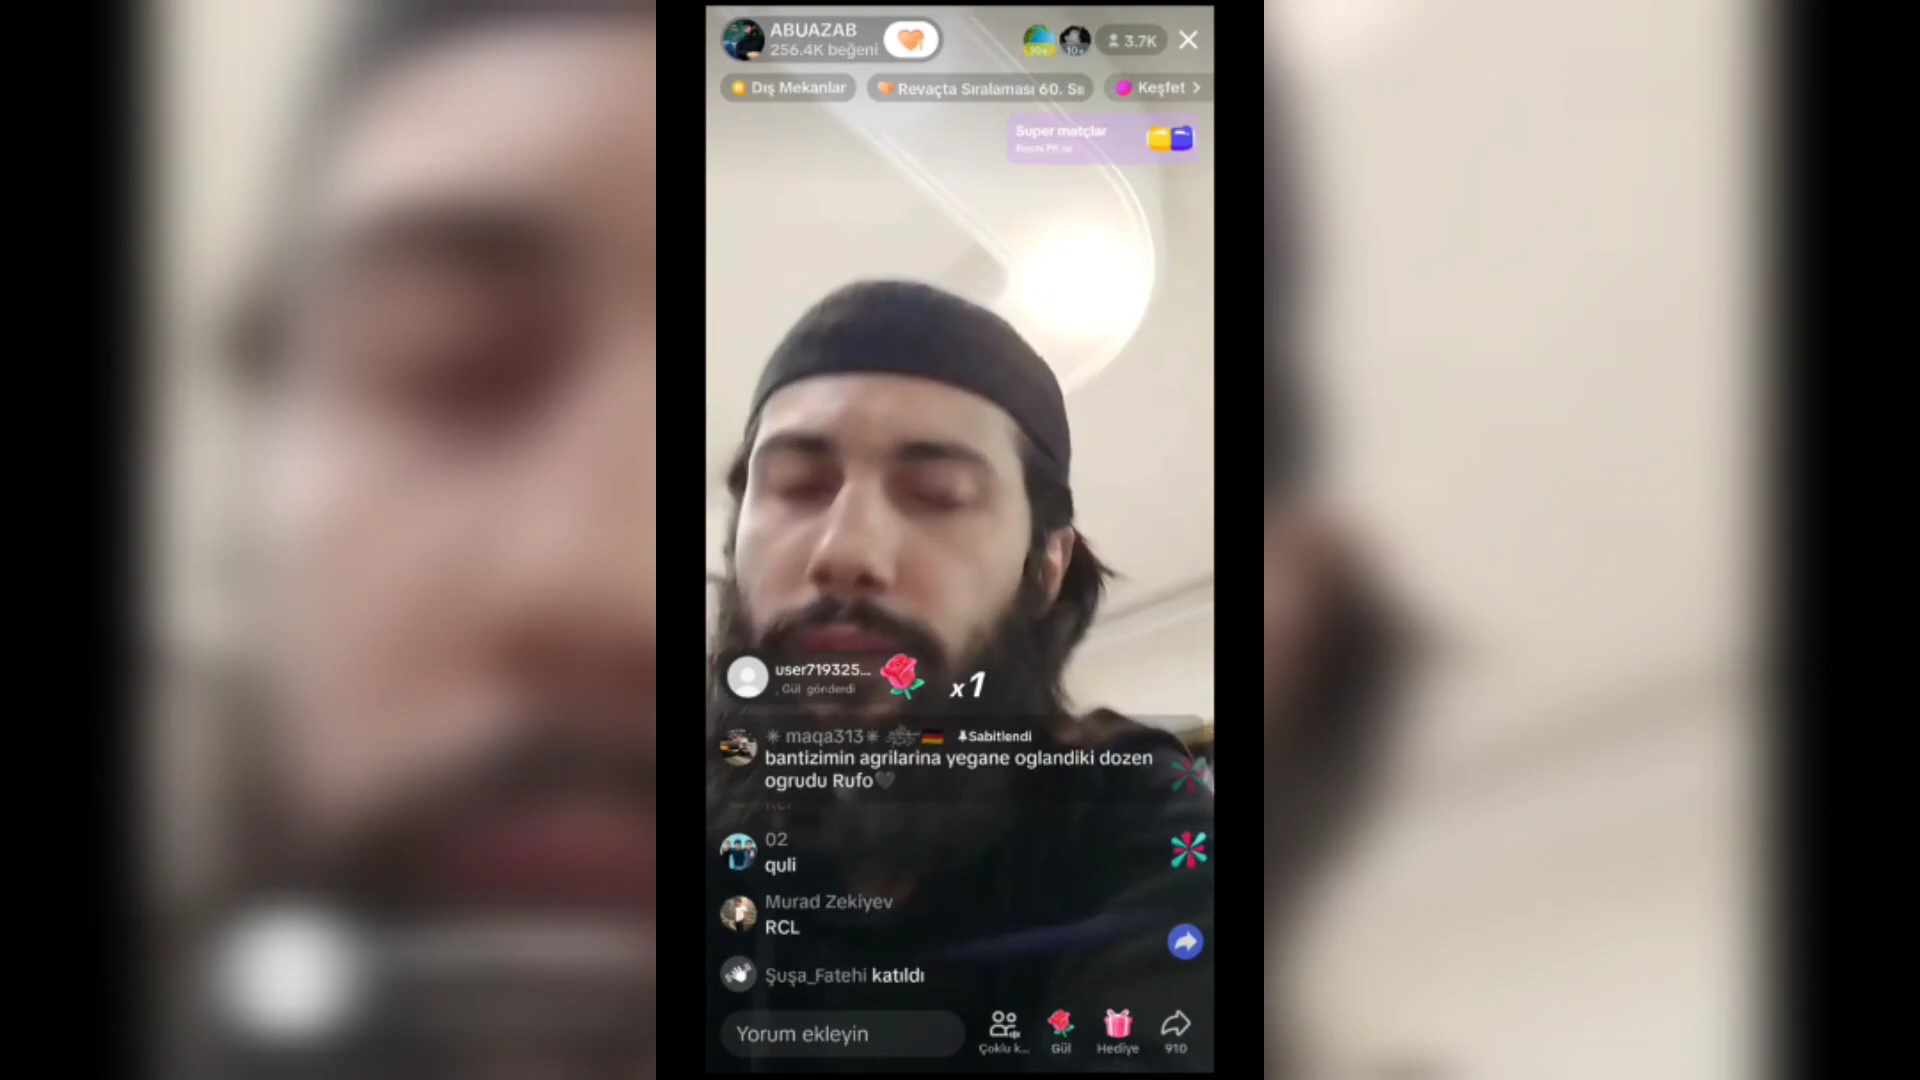 ABUAZAB
256.4K beğeni
3.7K
Dış Mekanlar
Revaçta Sıralaması 60. Sı
Keşfet
Super matçlar
user719325...
Gül gönderdi
x1
maqa313
Sabitlendi
bantizimin agrilarina yegane oglandiki dozen
ogrudu Rufo
02
quli
Murad Zekiyev
RCL
Şuşa_Fatehi katıldı
Yorum ekleyin
Çoklu k...
Gül
Hediye
910